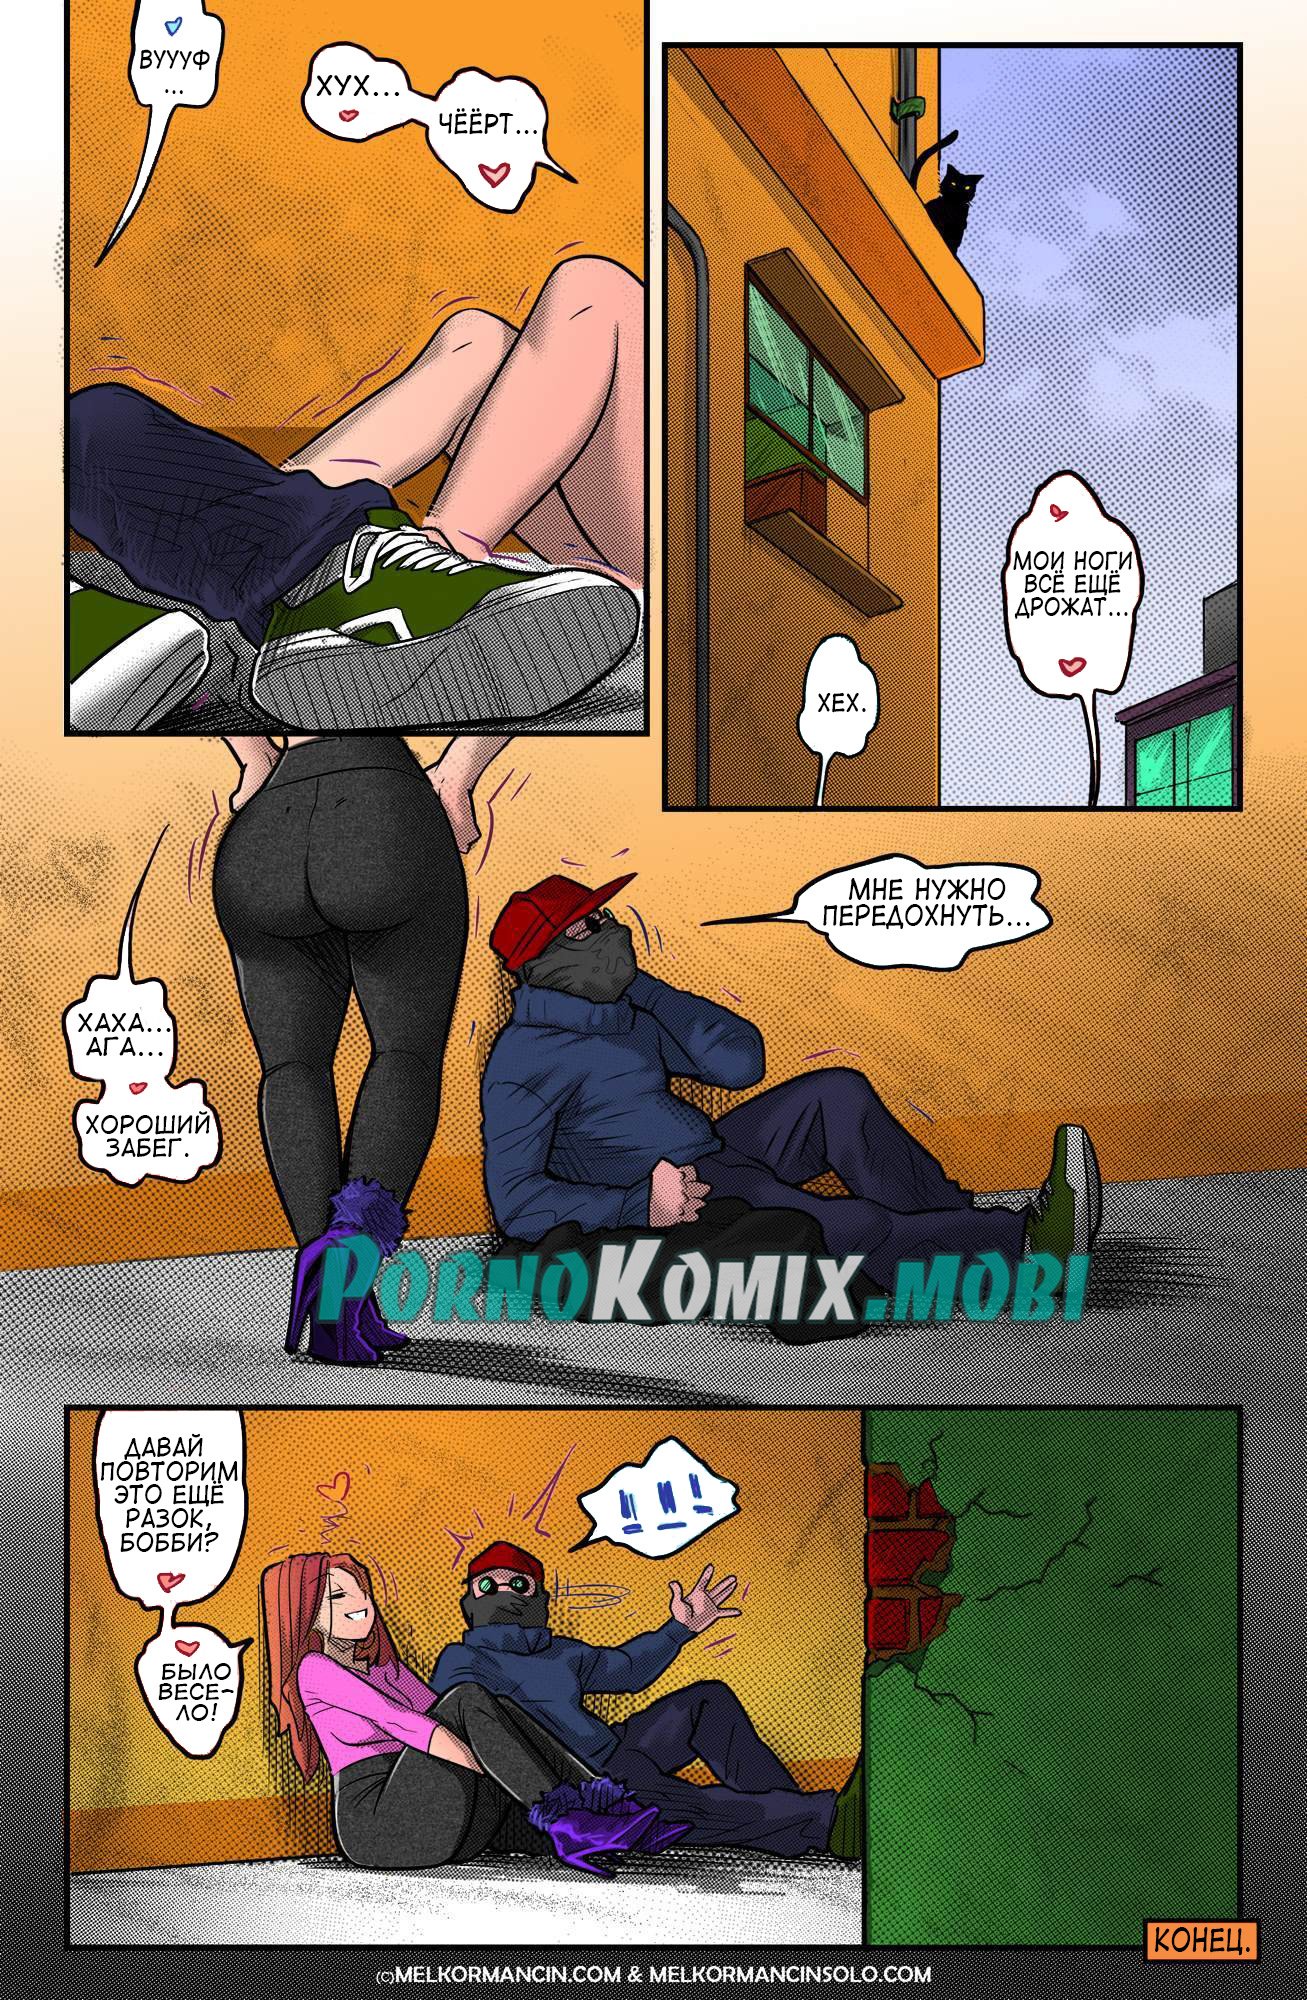 ВУУУФ
...
ХУХ...
ЧЁЁРТ...
МОИ НОГИ
ВСЁ ЕЩЁ
ДРОЖАТ...
ХЕХ.
МНЕ НУЖНО
ПЕРЕДОХНУТЬ...
ХАХА...
АГА...
ХОРОШИЙ
ЗАБЕГ.
PORNOKOMIX.MOBI
ДАВАЙ
ПОВТОРИМ
ЭТО ЕЩЁ
РАЗОК,
БОББИ?
!!!
БЫЛО
ВЕСЕ-
ЛО!
КОНЕЦ.
(C)MELKORMANCIN.COM & MELKORMANCINSOLO.COM